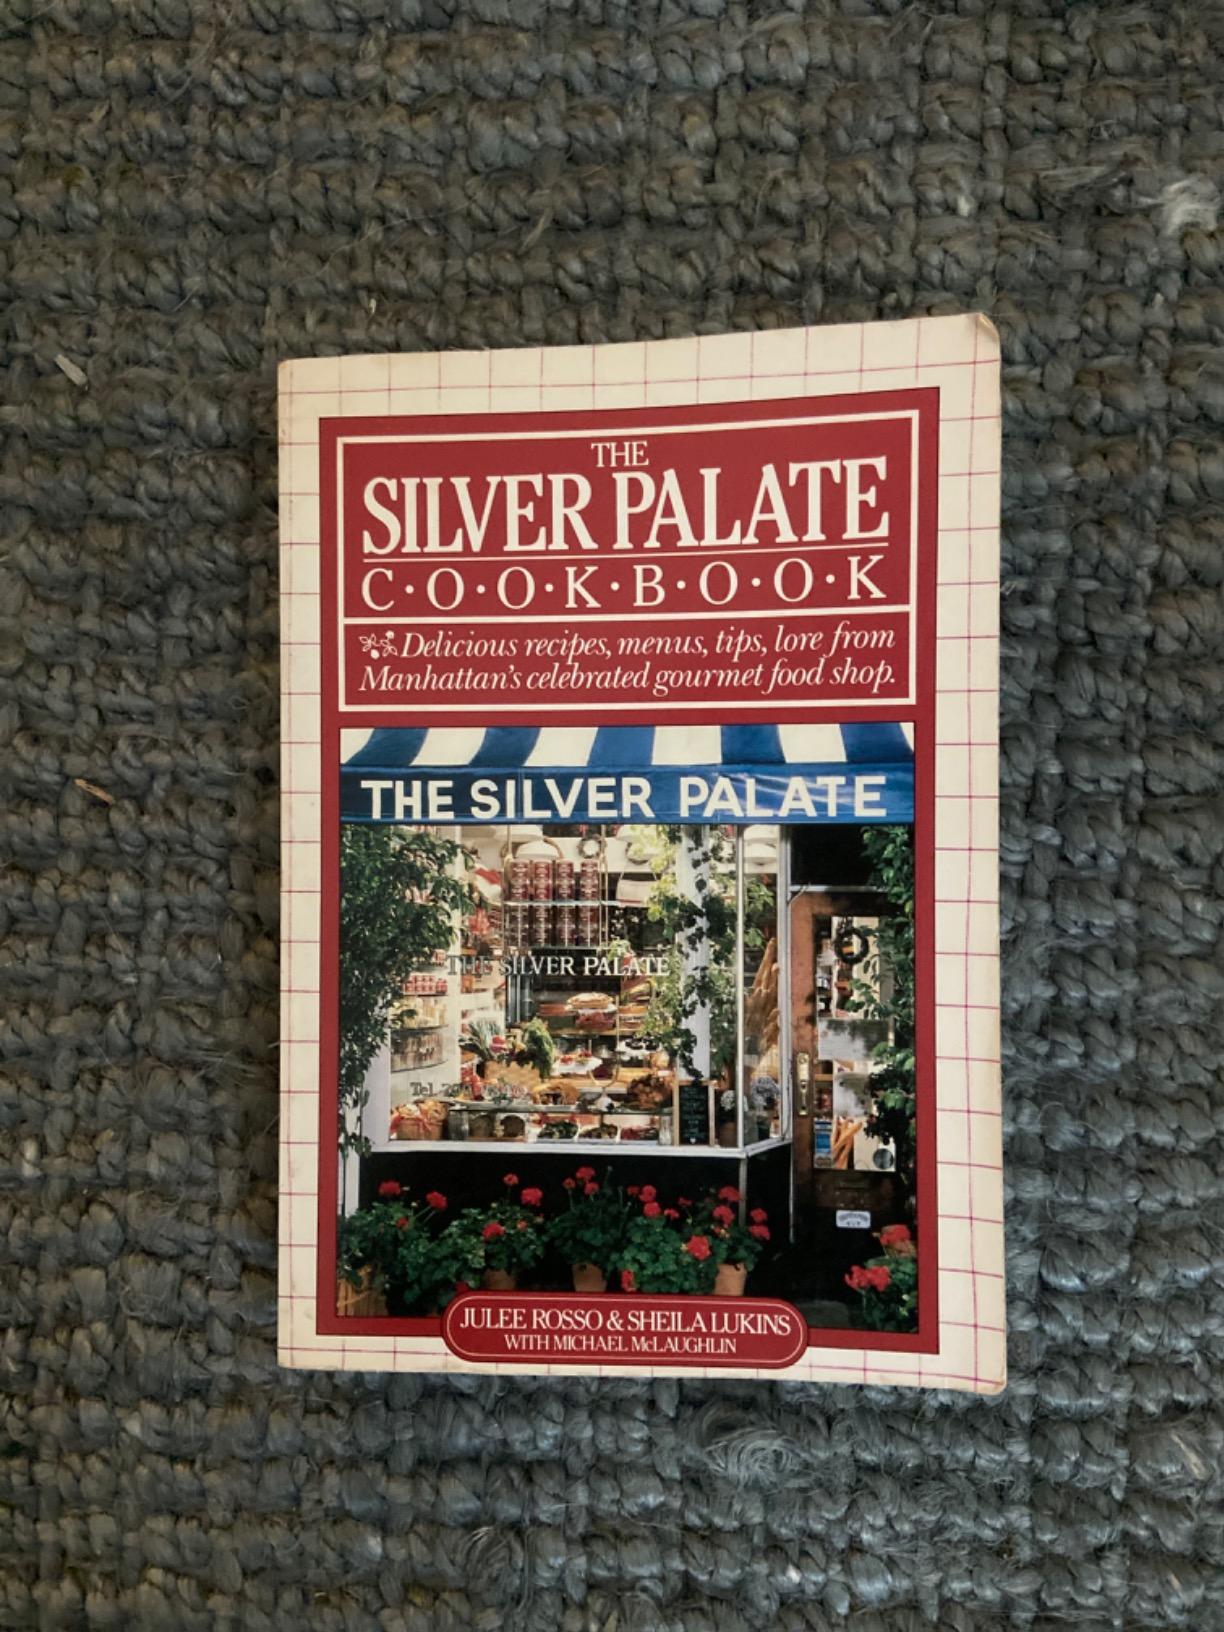 THE
SILVER PALATE
C·O·O·K·B·O·O·K
Delicious recipes, menus, tips, lore from
Manhattan's celebrated gourmet food shop.
THE SILVER PALATE
THE SILVER PALATE
Tel
JULEE ROSSO & SHEILA LUKINS
WITH MICHAEL McLAUGHLIN